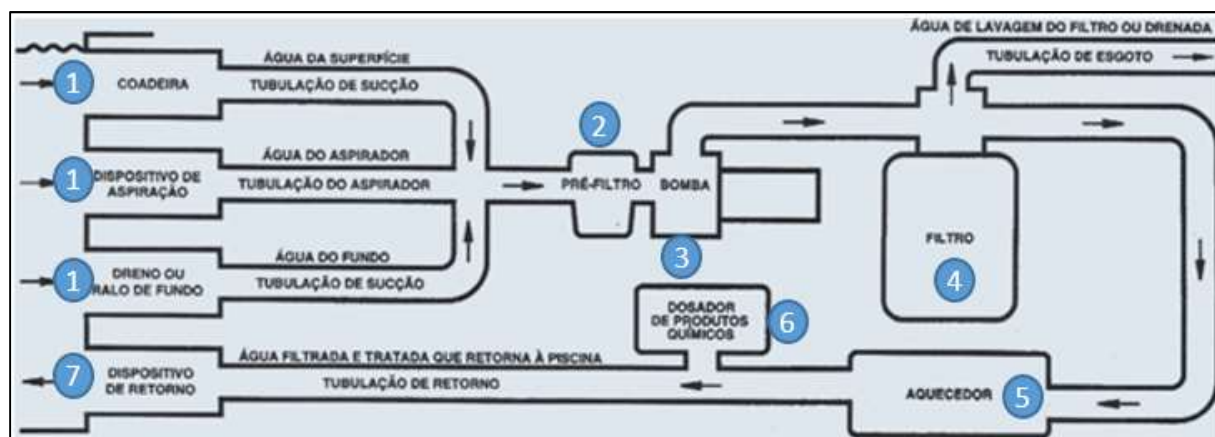 ÁGUA DE LAVAGEM DO FILTRO OU DRENADA
TUBULAÇÃO DE ESGOTO
1
COADEIRA
ÁGUA DA SUPERFÍCIE
TUBULAÇÃO DE SUCÇÃO
2
1
DISPOSITIVO DE
ASPIRAÇÃO
ÁGUA DO ASPIRADOR
TUBULAÇÃO DO ASPIRADOR
PRÉ-FILTRO
BOMBA
3
FILTRO
4
1
DRENO OU
RALO DE FUNDO
ÁGUA DO FUNDO
TUBULAÇÃO DE SUCÇÃO
DOSADOR
DE PRODUTOS
QUÍMICOS
6
7
DISPOSITIVO
DE RETORNO
ÁGUA FILTRADA E TRATADA QUE RETORNA À PISCINA
TUBULAÇÃO DE RETORNO
AQUECEDOR
5